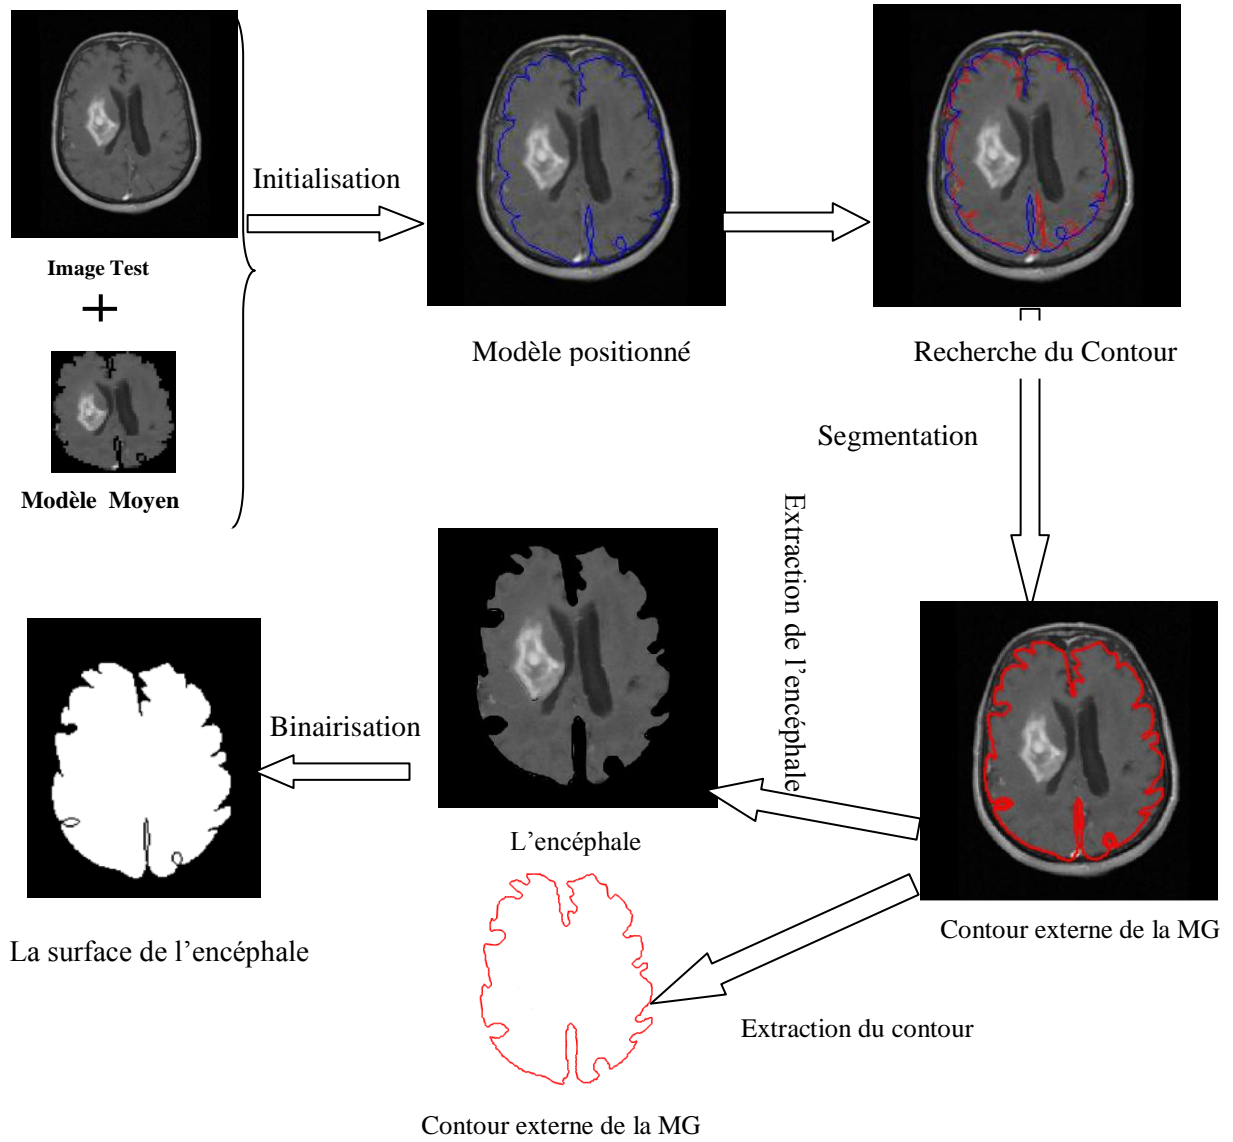 Initialisation
Image Test
+
Modèle Moyen
Modèle positionné
Recherche du Contour
Segmentation
Extraction de l'encéphale
Binairisation
L'encéphale
La surface de l'encéphale
Contour externe de la MG
Extraction du contour
Contour externe de la MG